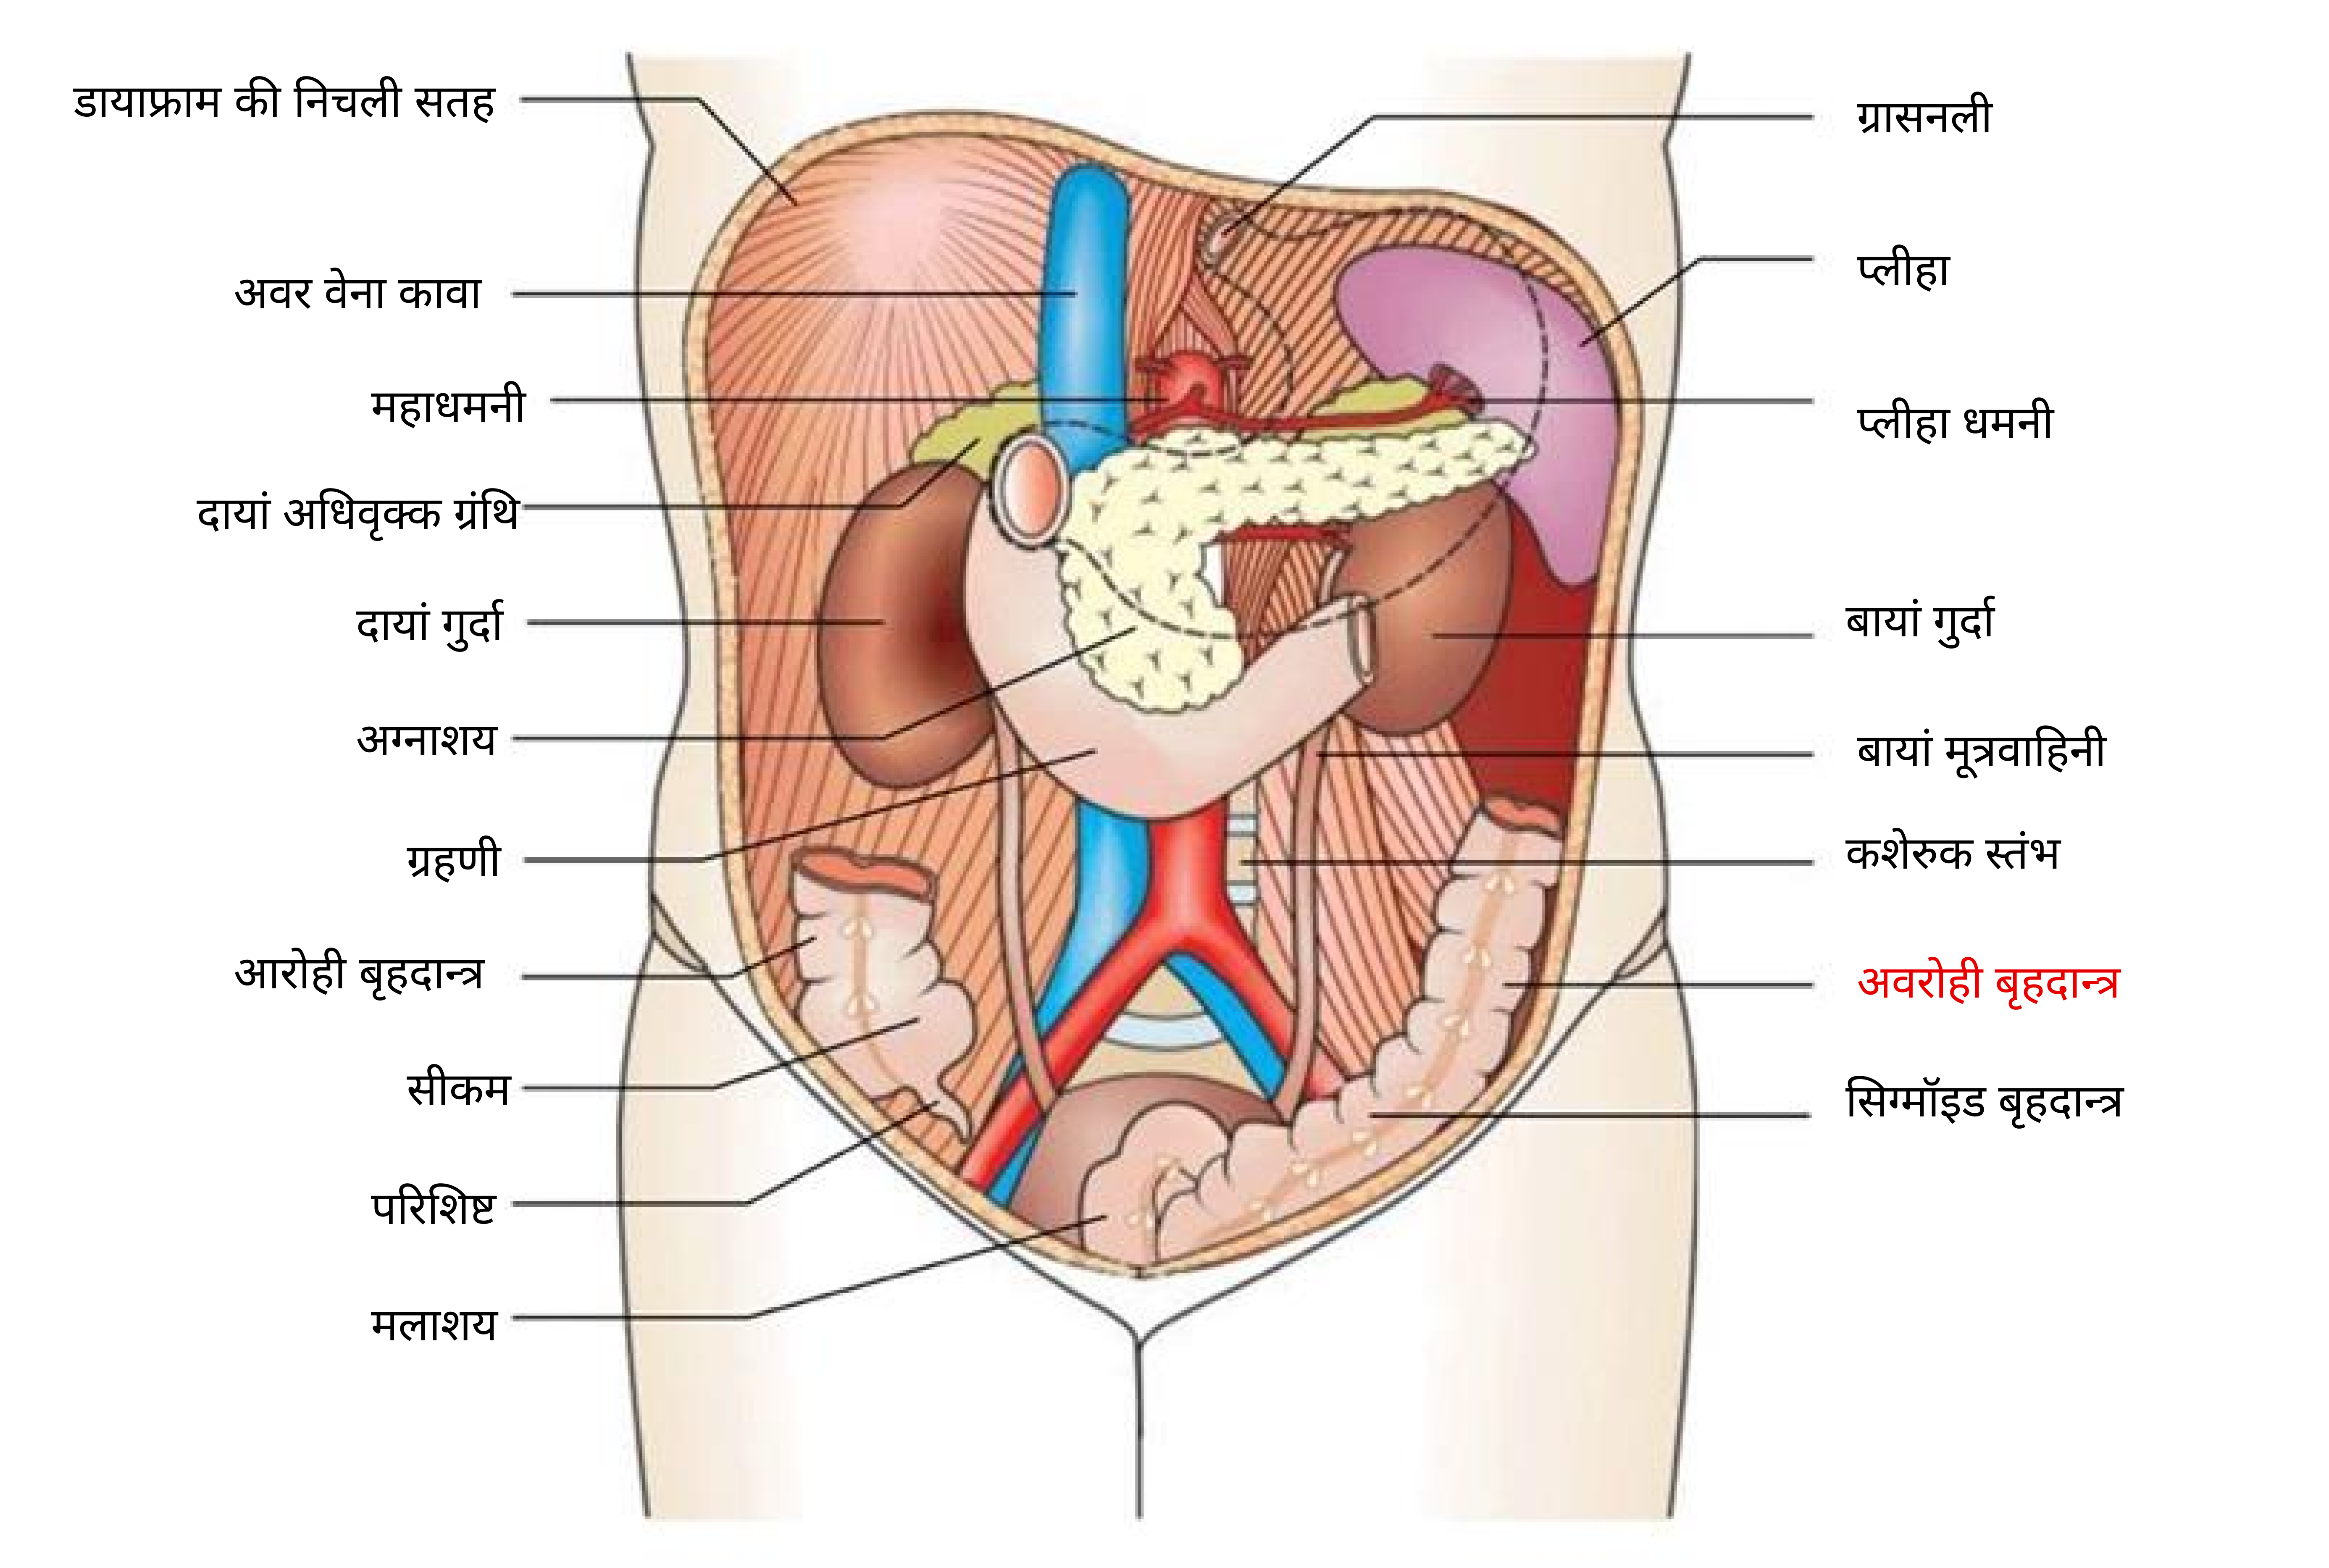 डायाफ्राम की निचली सतह
अवर वेना कावा
महाधमनी
दायां अधिवृक्क ग्रंथि
दायां गुर्दा
अग्नाशय
ग्रहणी
आरोही बृहदान्त्र
सीकम
परिशिष्ट
मलाशय
ग्रासनली
प्लीहा
प्लीहा धमनी
बायां गुर्दा
बायां मूत्रवाहिनी
कशेरुक स्तंभ
अवरोही बृहदान्त्र
सिग्मॉइड बृहदान्त्र